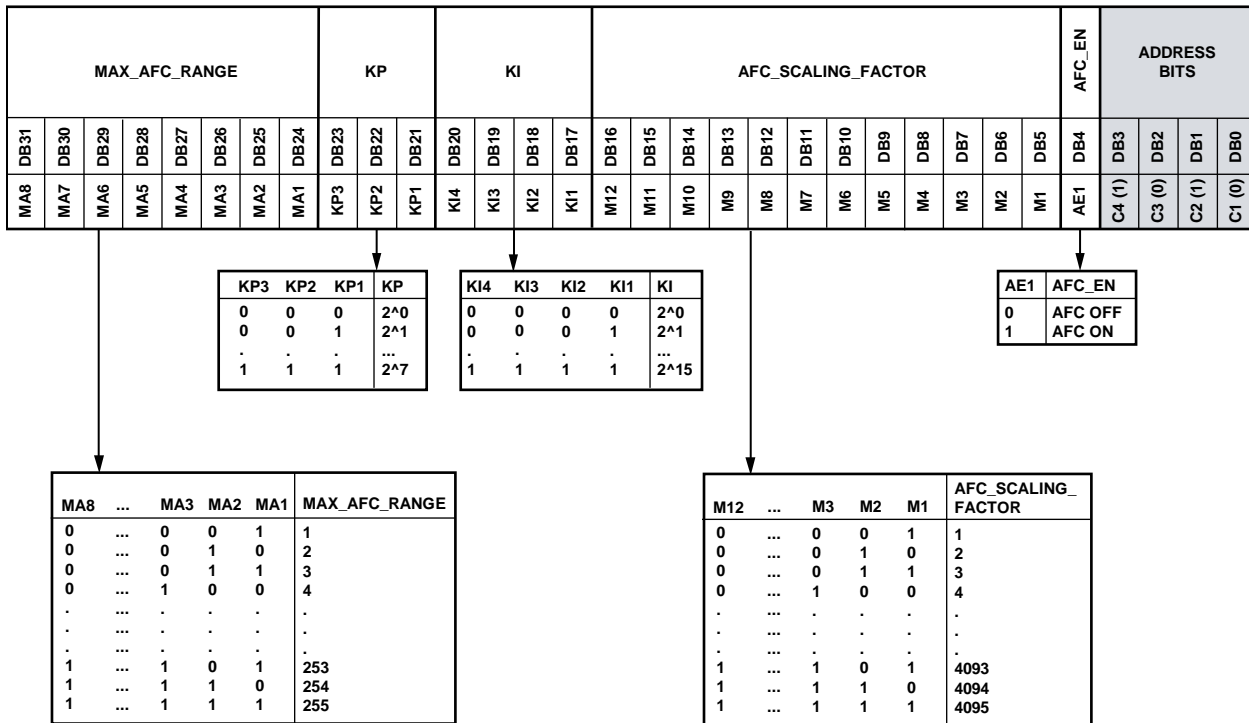 MAX_AFC_RANGE KP KI AFC_SCALING_FACTOR AFC_EN ADDRESS
BITS
DB31 DB30 DB29 DB28 DB27 DB26 DB25 DB24 DB23 DB22 DB21 DB20 DB19 DB18 DB17 DB16 DB15 DB14 DB13 DB12 DB11 DB10 DB9 DB8 DB7 DB6 DB5 DB4 DB3 DB2 DB1 DB0
MA8 MA7 MA6 MA5 MA4 MA3 MA2 MA1 KP3 KP2 KP1 KI4 KI3 KI2 KI1 M12 M11 M10 M9 M8 M7 M6 M5 M4 M3 M2 M1 AE1 C4 (1) C3 (0) C2 (1) C1 (0)
KP3 KP2 KP1 KP
0 0 0 2^0
0 0 1 2^1
. . . ...
1 1 1 2^7
KI4 KI3 KI2 KI1 KI
0 0 0 0 2^0
0 0 0 1 2^1
. . . . ...
1 1 1 1 2^15
AE1 AFC_EN
0 AFC OFF
1 AFC ON
MA8 ... MA3 MA2 MA1 MAX_AFC_RANGE
0 ... 0 0 1 1
0 ... 0 1 0 2
0 ... 0 1 1 3
0 ... 1 0 0 4
. ... . . . .
. ... . . . .
. ... . . . .
1 ... 1 0 1 253
1 ... 1 1 0 254
1 ... 1 1 1 255
M12 ... M3 M2 M1 AFC_SCALING_
FACTOR
0 ... 0 0 1 1
0 ... 0 1 0 2
0 ... 0 1 1 3
0 ... 1 0 0 4
. ... . . . .
. ... . . . .
. ... . . . .
1 ... 1 0 1 4093
1 ... 1 1 0 4094
1 ... 1 1 1 4095